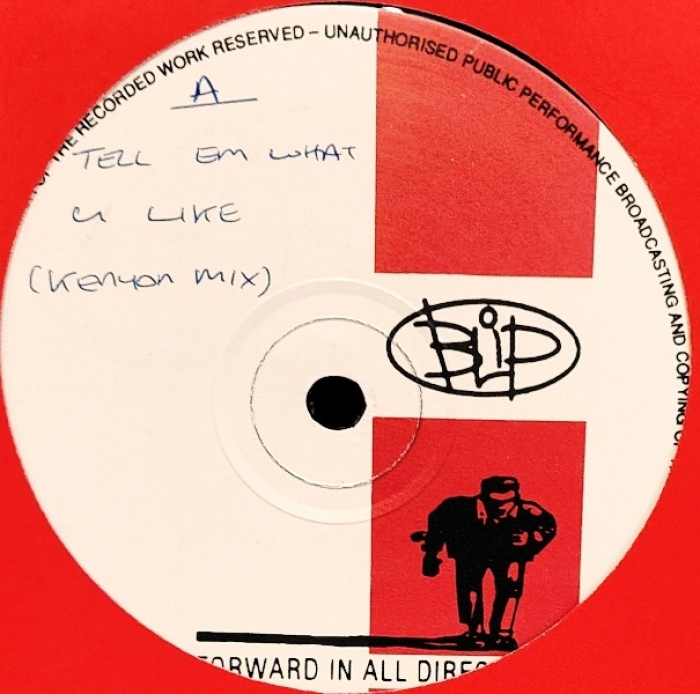 OF THE RECORDED WORK RESERVED – UNAUTHORISED PUBLIC PERFORMANCE BROADCASTING AND COPYING
A
TELL EM WHAT
U LIKE
(Kenyon MIX)
BLIP
FORWARD IN ALL DIREC